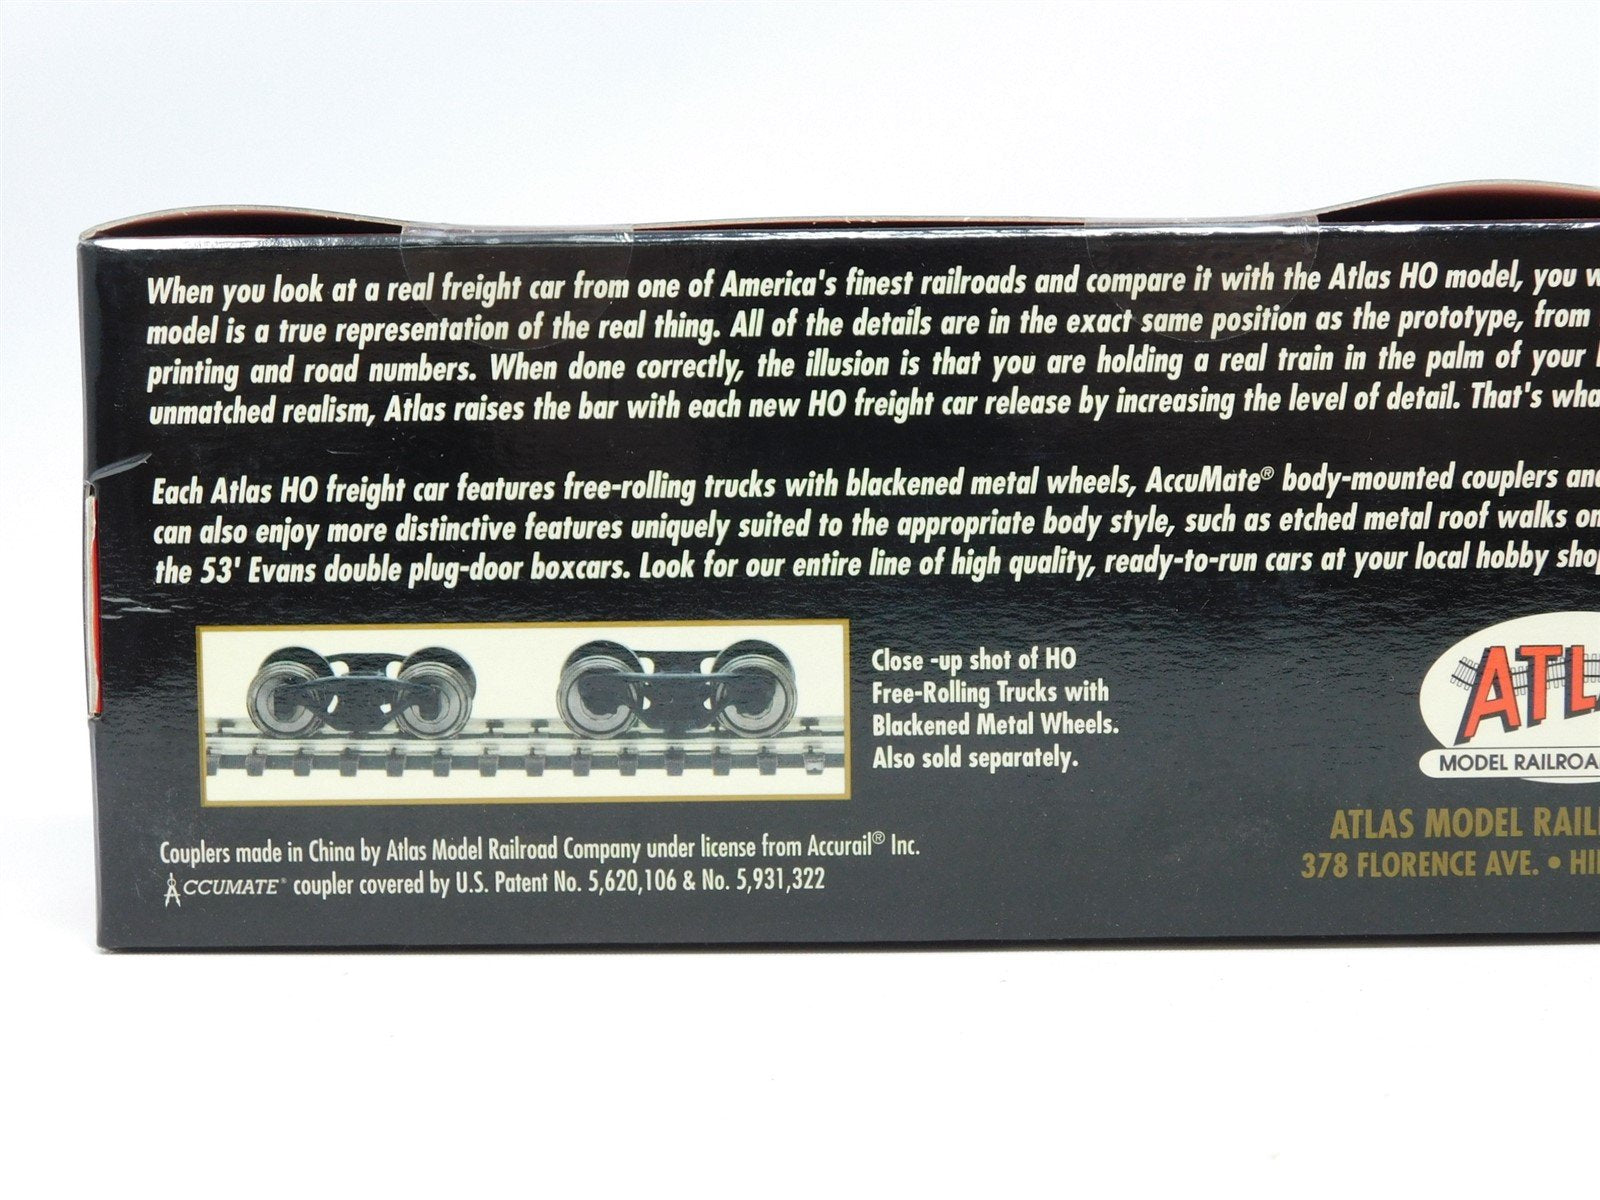 When you look at a real freight car from one of America's finest railroads and compare it with the Atlas HO model, you
model is a true representation of the real thing. All of the details are in the exact same position as the prototype, from
printing and road numbers. When done correctly, the illusion is that you are holding a real train in the palm of your
unmatched realism, Atlas raises the bar with each new HO freight car release by increasing the level of detail. That's
Each Atlas HO freight car features free-rolling trucks with blackened metal wheels, AccuMate® body-mounted couplers
can also enjoy more distinctive features uniquely suited to the appropriate body style, such as etched metal roof walks
the 53' Evans double plug-door boxcars. Look for our entire line of high quality, ready-to-run cars at your local hobby
Close -up shot of HO
Free-Rolling Trucks with
Blackened Metal Wheels.
Also sold separately.
Couplers made in China by Atlas Model Railroad Company under license from Accurail® Inc.
ACCUMATE® coupler covered by U.S. Patent No. 5,620,106 & No. 5,931,322
ATL
MODEL
ATLAS MODEL
378 FLORENCE AVE. •